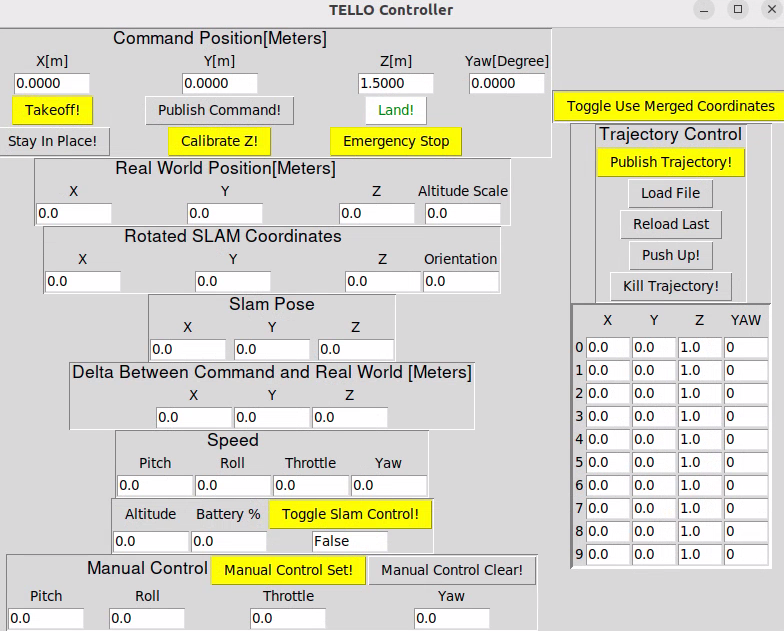 TELLO Controller
Command Position[Meters]
X[m] Y[m] Z[m] Yaw[Degree]
0.0000 0.0000 1.5000 0.0000
Takeoff! Publish Command! Land!
Stay In Place! Calibrate Z! Emergency Stop
Real World Position[Meters]
X Y Z Altitude Scale
0.0 0.0 0.0 0.0
Rotated SLAM Coordinates
X Y Z Orientation
0.0 0.0 0.0 0.0
Slam Pose
X Y Z
0.0 0.0 0.0
Delta Between Command and Real World [Meters]
X Y Z
0.0 0.0 0.0
Speed
Pitch Roll Throttle Yaw
0.0 0.0 0.0 0.0
Altitude Battery % Toggle Slam Control!
0.0 0.0 False
Manual Control Manual Control Set! Manual Control Clear!
Pitch Roll Throttle Yaw
0.0 0.0 0.0 0.0
Toggle Use Merged Coordinates
Trajectory Control
Publish Trajectory!
Load File
Reload Last
Push Up!
Kill Trajectory!
X Y Z YAW
0 0.0 0.0 1.0 0
1 0.0 0.0 1.0 0
2 0.0 0.0 1.0 0
3 0.0 0.0 1.0 0
4 0.0 0.0 1.0 0
5 0.0 0.0 1.0 0
6 0.0 0.0 1.0 0
7 0.0 0.0 1.0 0
8 0.0 0.0 1.0 0
9 0.0 0.0 1.0 0